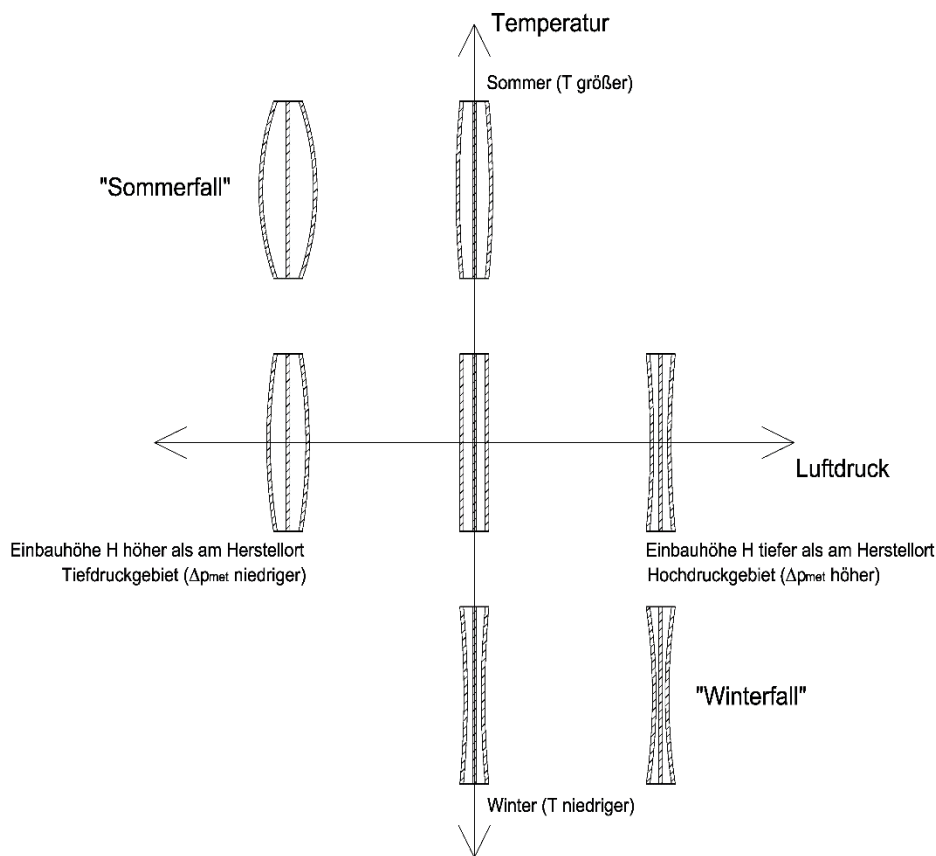 Temperatur
Sommer (T größer)
"Sommerfall"
Luftdruck
Einbauhöhe H höher als am Herstellort
Tiefdruckgebiet (Δpmet niedriger)
Einbauhöhe H tiefer als am Herstellort
Hochdruckgebiet (Δpmet höher)
"Winterfall"
Winter (T niedriger)